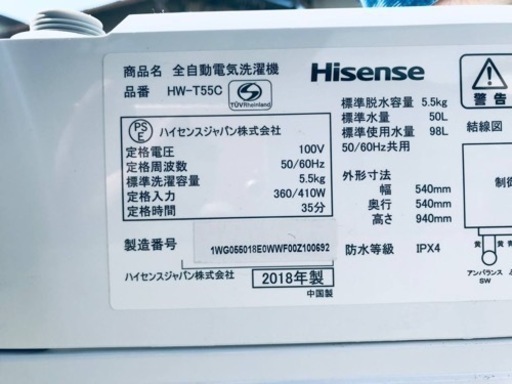 商品名 全自動電気洗濯機
品番 HW-T55C
TÜVRheinland
Hisense
PSE
ハイセンスジャパン株式会社
定格電圧 100V
定格周波数 50/60Hz
標準洗濯容量 5.5kg
定格入力 360/410W
定格時間 35分
製造番号 1WG055018E0WWF00Z100692
ハイセンスジャパン株式会社
2018年製
中国製
標準脱水容量 5.5kg
標準水量 50L
標準使用水量 98L
50/60Hz共用
外形寸法
幅 540mm
奥行 540mm
高さ 940mm
防水等級 IPX4
警告
結線図
制御
黄
黄
アンバランス
SW